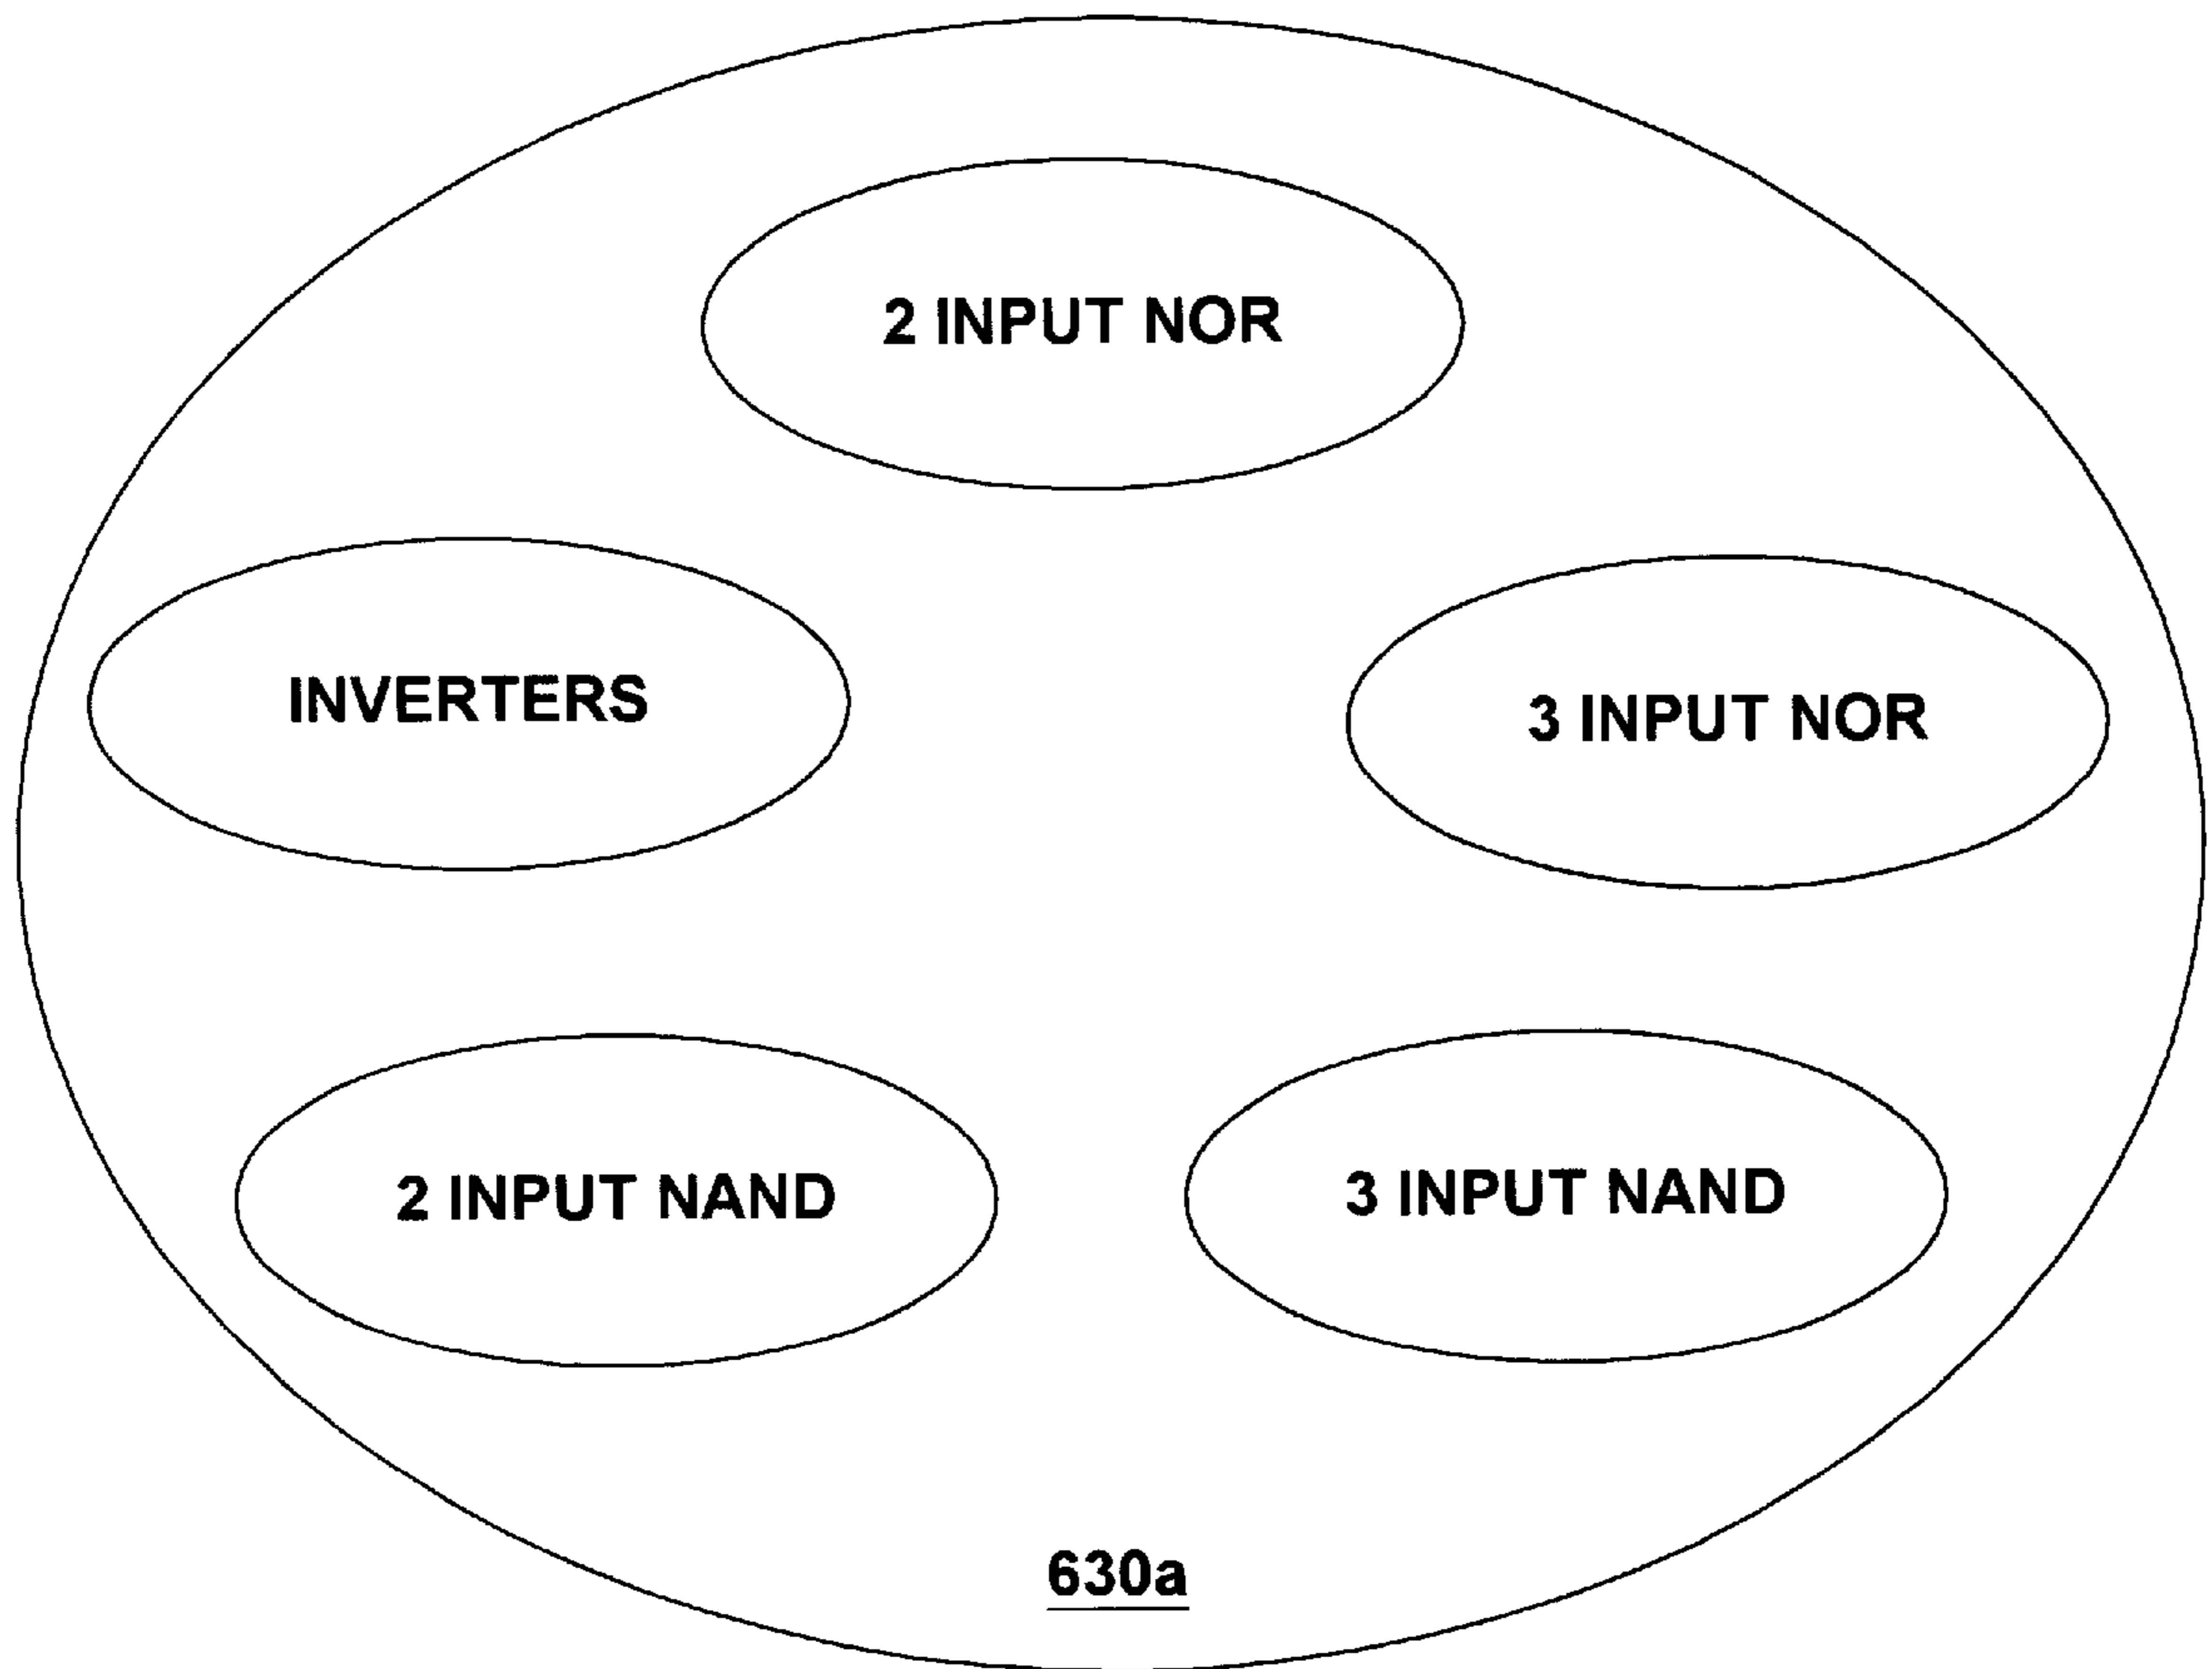 2 INPUT NOR
INVERTERS
3 INPUT NOR
2 INPUT NAND
3 INPUT NAND
630a